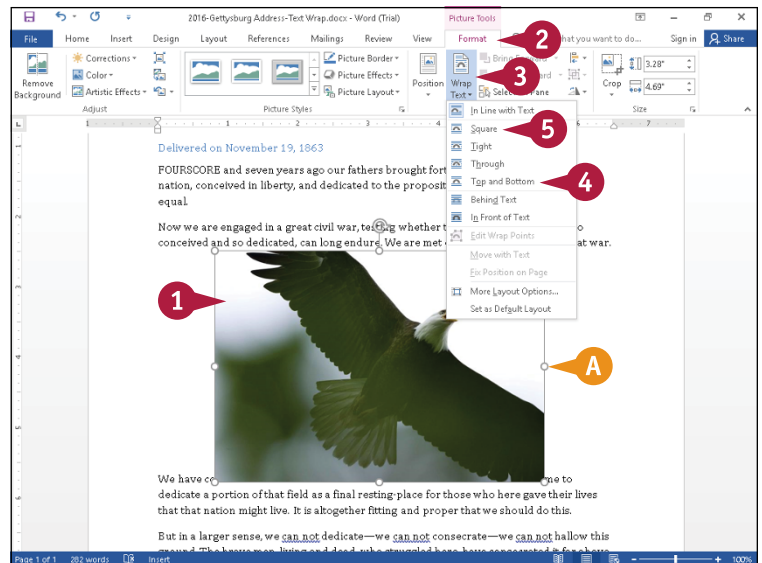 2016-Gettysburg Address-Text Wrap.docx - Word (Trial)
Picture Tools
File Home Insert Design Layout References Mailings Review View Format 2 hat you want to do... Sign in Share
Remove Background
Corrections
Color
Artistic Effects
Adjust
Picture Styles
Picture Border
Picture Effects
Picture Layout
Position
Wrap Text
3
Bring
Pane
Crop
3.28"
4.69"
Size
In Line with Text
Square
5
Tight
Through
Top and Bottom
4
Behind Text
In Front of Text
Edit Wrap Points
Move with Text
Fix Position on Page
More Layout Options...
Set as Default Layout
1 1 2 3 4 6 7
Delivered on November 19, 1863
FOURSCORE and seven years ago our fathers brought fort
nation, conceived in liberty, and dedicated to the proposit
equal.
Now we are engaged in a great civil war, testing whether t
conceived and so dedicated, can long endure. We are met at war.
1
A
We have me to
dedicate a portion of that field as a final resting-place for those who here gave their lives
that that nation might live. It is altogether fitting and proper that we should do this.
But in a larger sense, we can not dedicate—we can not consecrate—we can not hallow this
Page 1 of 1 282 words Insert 100%